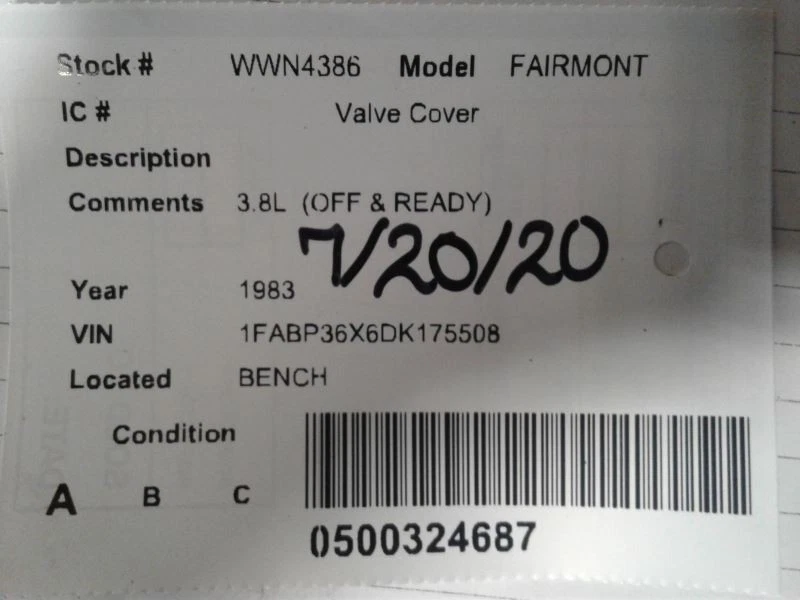 Stock # WWN4386 Model FAIRMONT
IC # Valve Cover
Description
Comments 3.8L (OFF & READY)
7/20/20
Year 1983
VIN 1FABP36X6DK175508
Located BENCH
Condition
A B C
0500324687